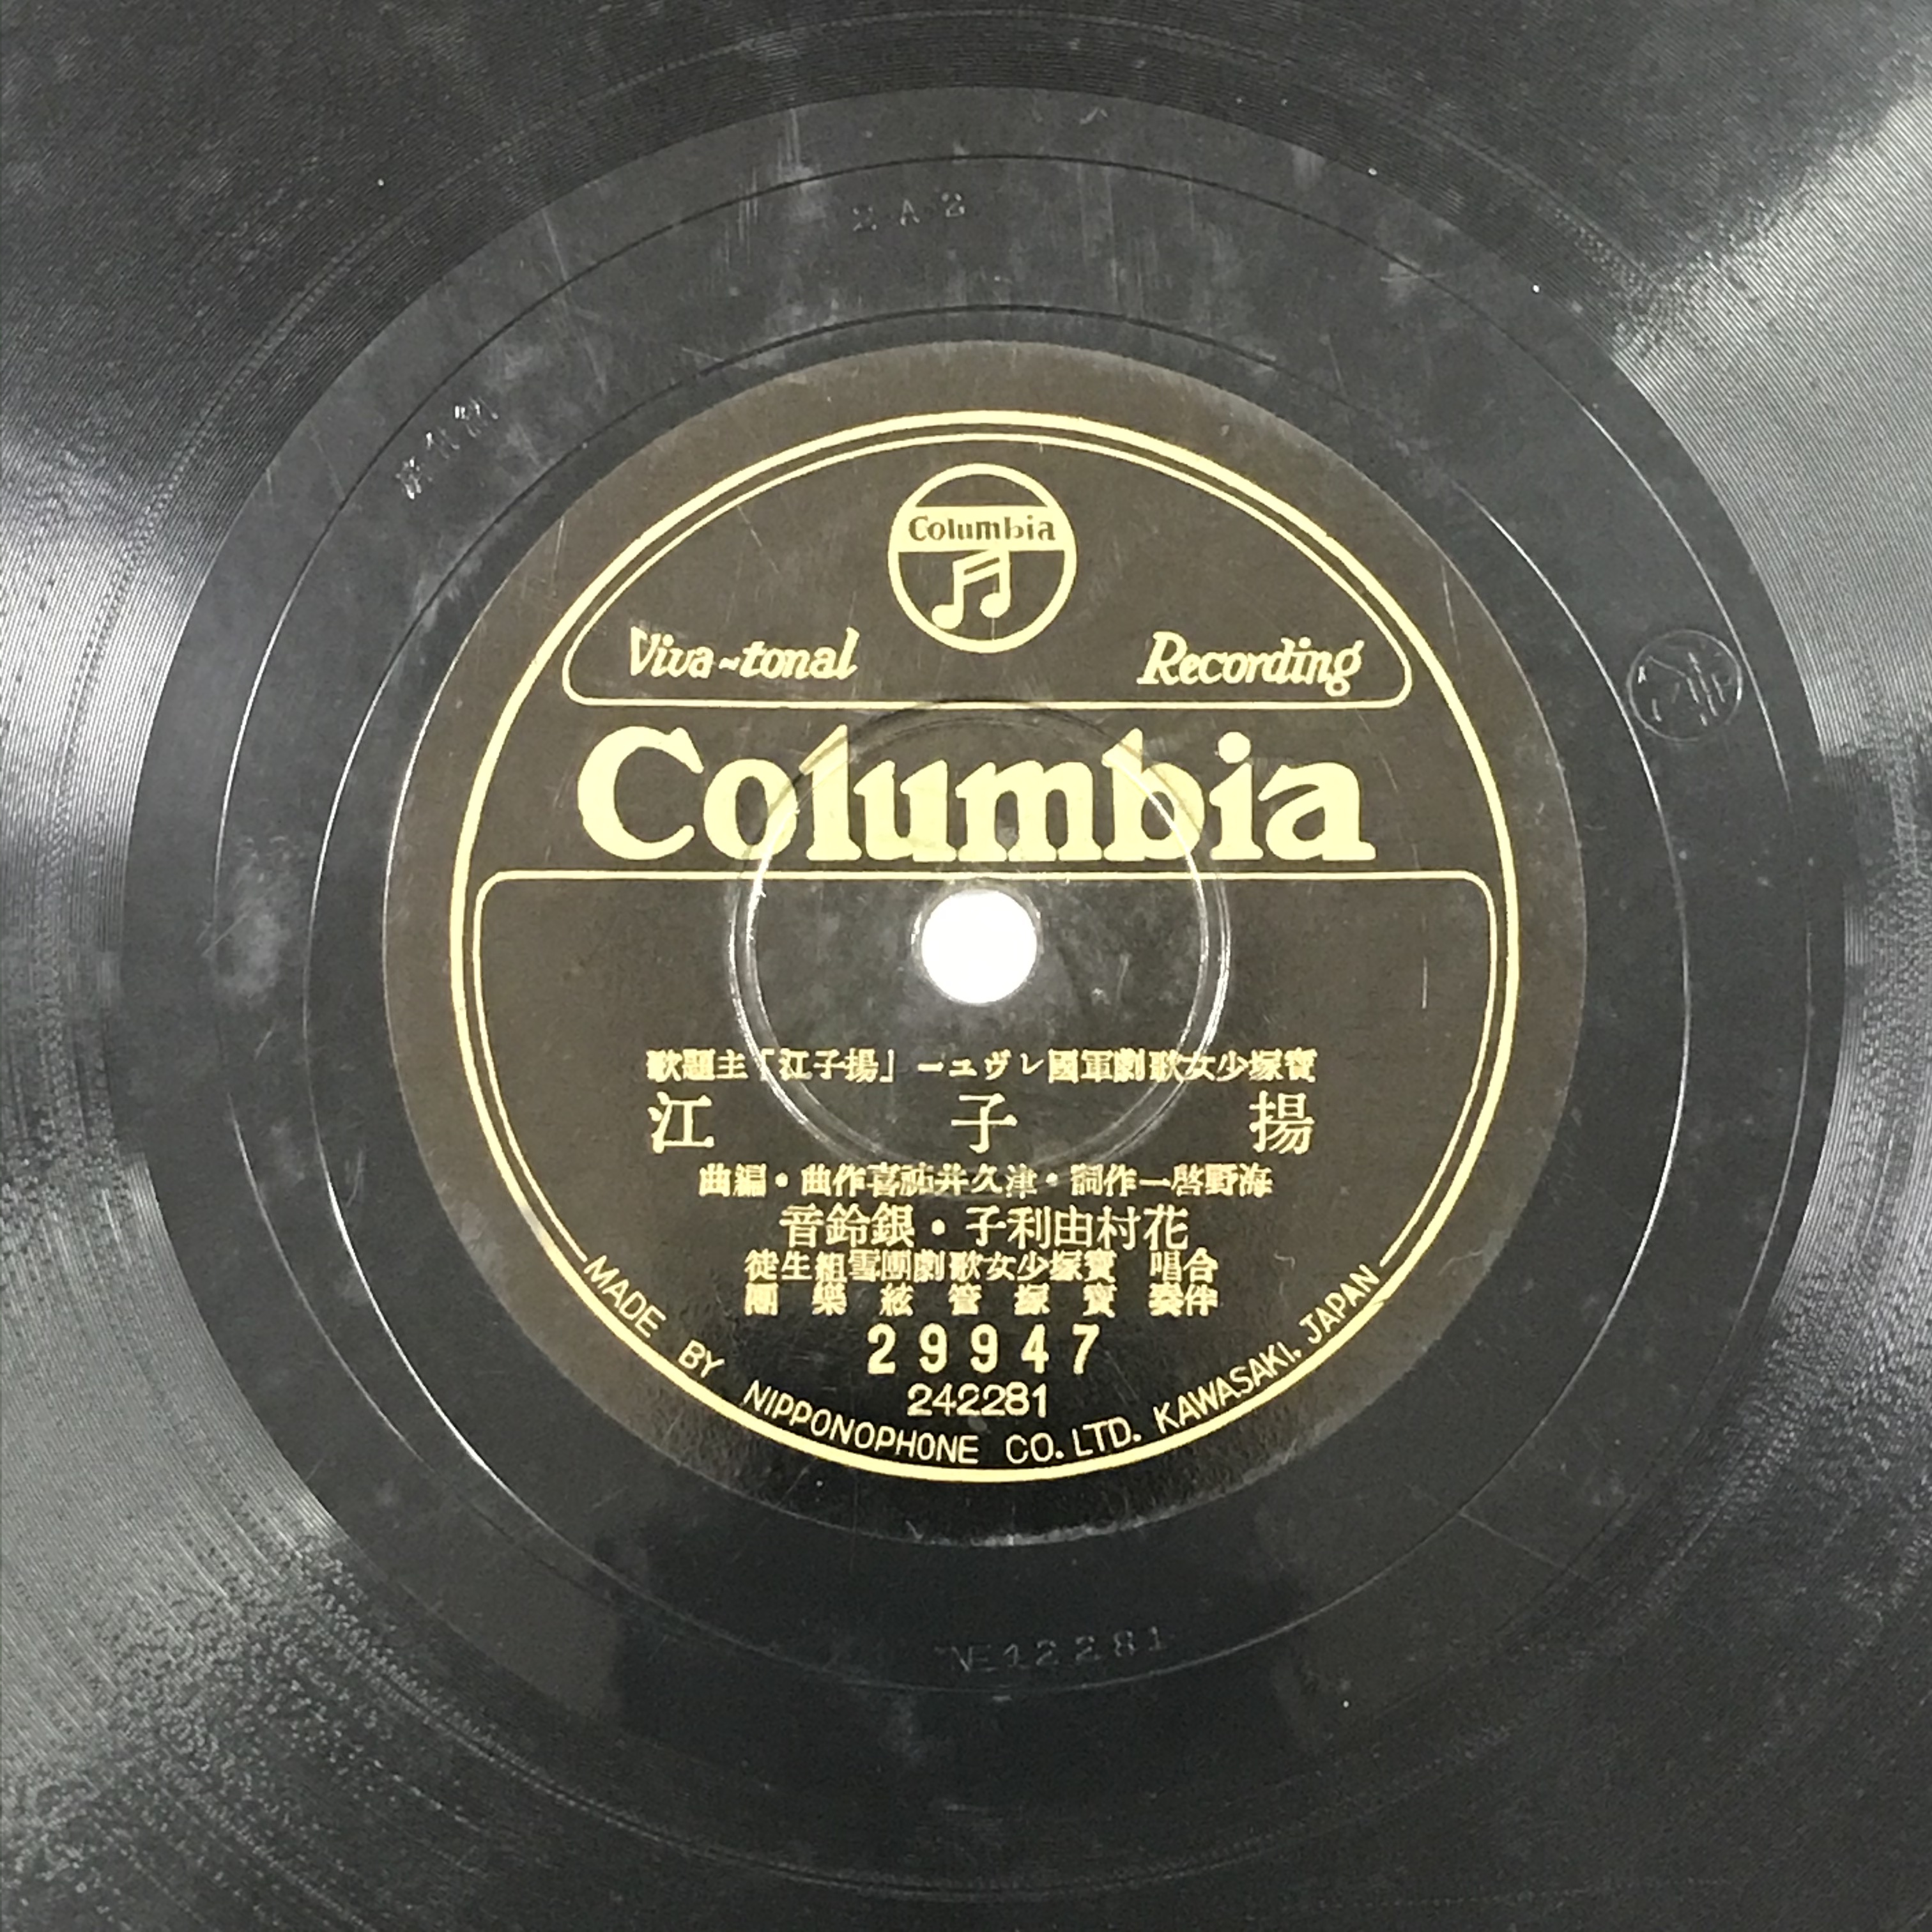 Columbia
Viva-tonal Recording
Columbia
寶塚少女歌劇軍國レヴユー「揚子江」主題歌
揚子江
海野啓一作詞・津久井祐喜作曲・編曲
花村由利子・銀鈴音
合唱 寶塚少女歌劇團雪組生徒
伴奏 寶塚管絃樂團
29947
242281
MADE BY NIPPONOPHONE CO. LTD. KAWASAKI, JAPAN